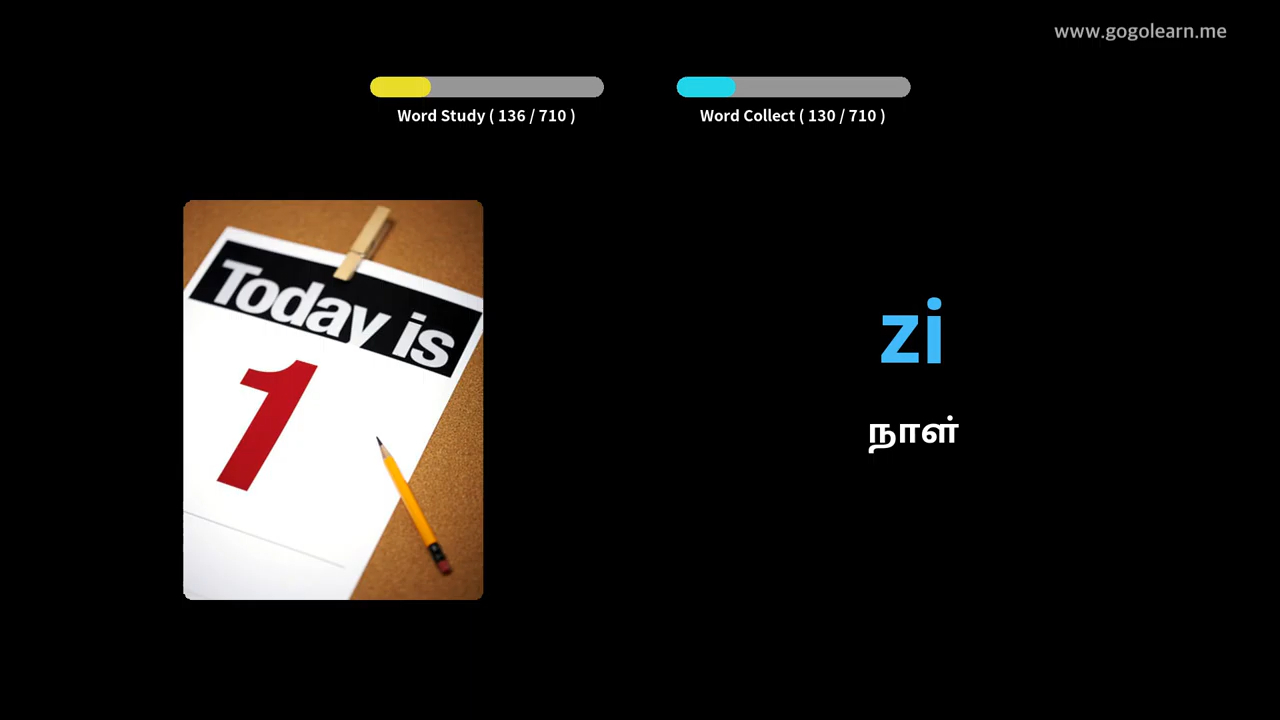 www.gogolearn.me
Word Study ( 136 / 710 )
Word Collect ( 130 / 710 )
Today is
1
zi
நாள்